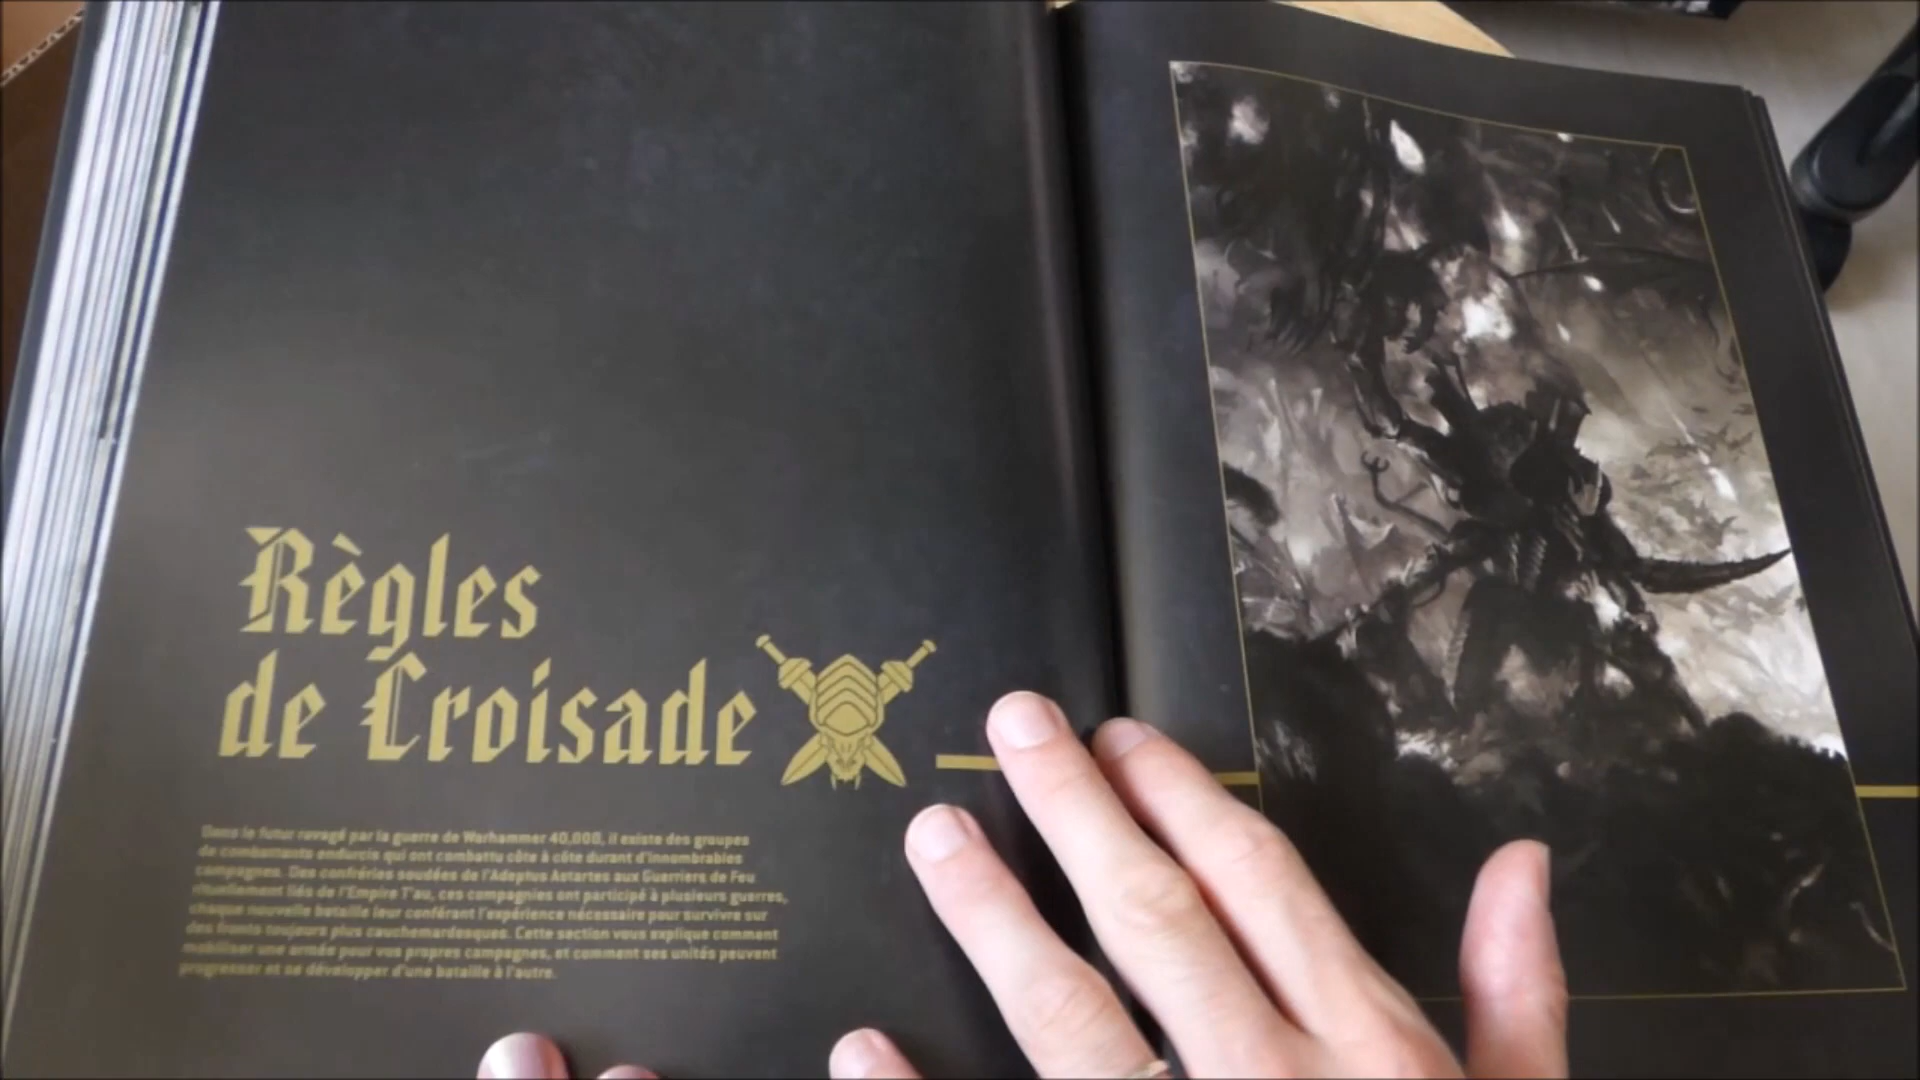 Règles
de Croisade
Dans le futur ravagé par la guerre de Warhammer 40,000, il existe des groupes
de combattants endurcis qui ont combattu côte à côte durant d'innombrables
campagnes. Des confréries soudées de l'Adeptus Astartes aux Guerriers de Feu
rituellement liés de l'Empire T'au, ces compagnies ont participé à plusieurs guerres,
chaque nouvelle bataille leur conférant l'expérience nécessaire pour survivre sur
des fronts toujours plus cauchemardesques. Cette section vous explique comment
mobiliser une armée pour vos propres campagnes, et comment ses unités peuvent
progresser et se développer d'une bataille à l'autre.